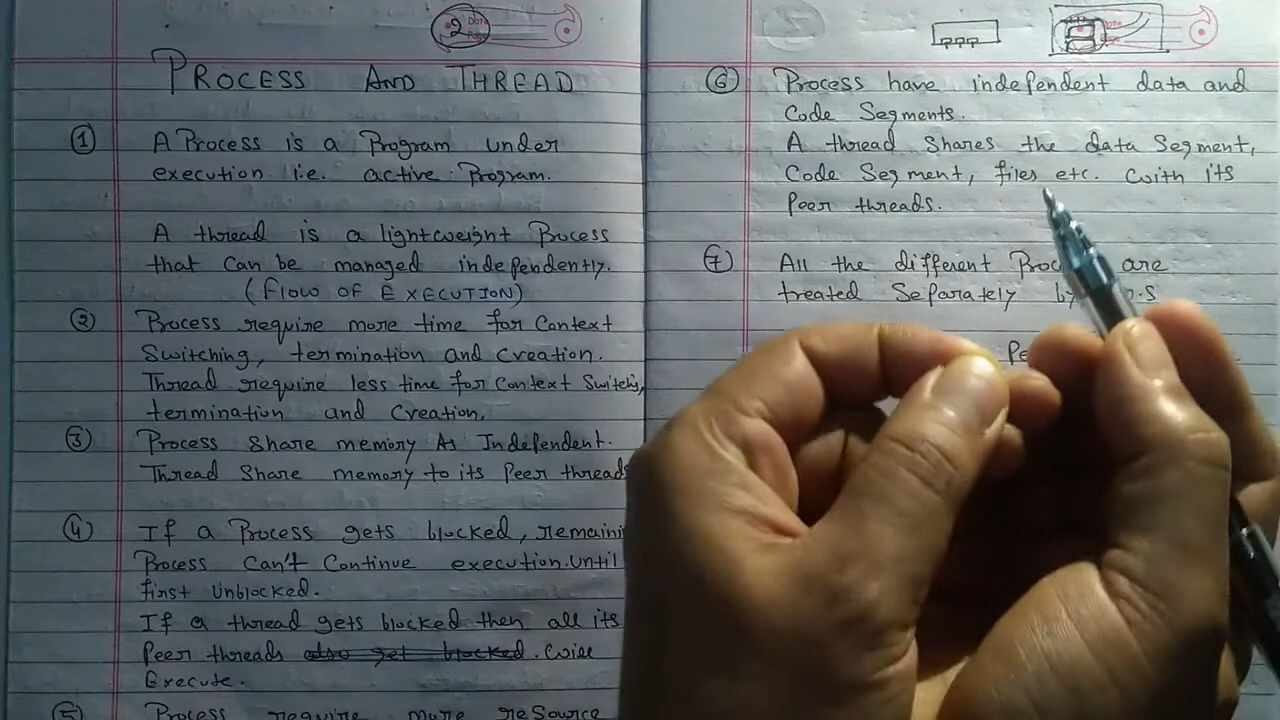 2
Date
Page
PROCESS AND THREAD
① A Process is a Program under
execution i.e. active Program.
A thread is a lightweight Process
that can be managed independently.
(FLOW OF EXECUTION)
② Process require more time for Context
Switching, termination and Creation.
Thread require less time for Context Switching,
termination and Creation.
③ Process Share memory As Independent.
Thread Share memory to its Peer threads
④ If a Process gets blocked, remaini
Process Can't Continue execution.Until
first Unblocked.
If a thread gets blocked then all its
Peer threads also get blocked. will
Execute.
⑤ Process require more resource
⑥ Process have independent data and
Code Segments.
A thread Shares the data Segment,
Code Segment, files etc. with its
Peer threads.
⑦ All the different Proc are
treated Separately by O.S
Pe